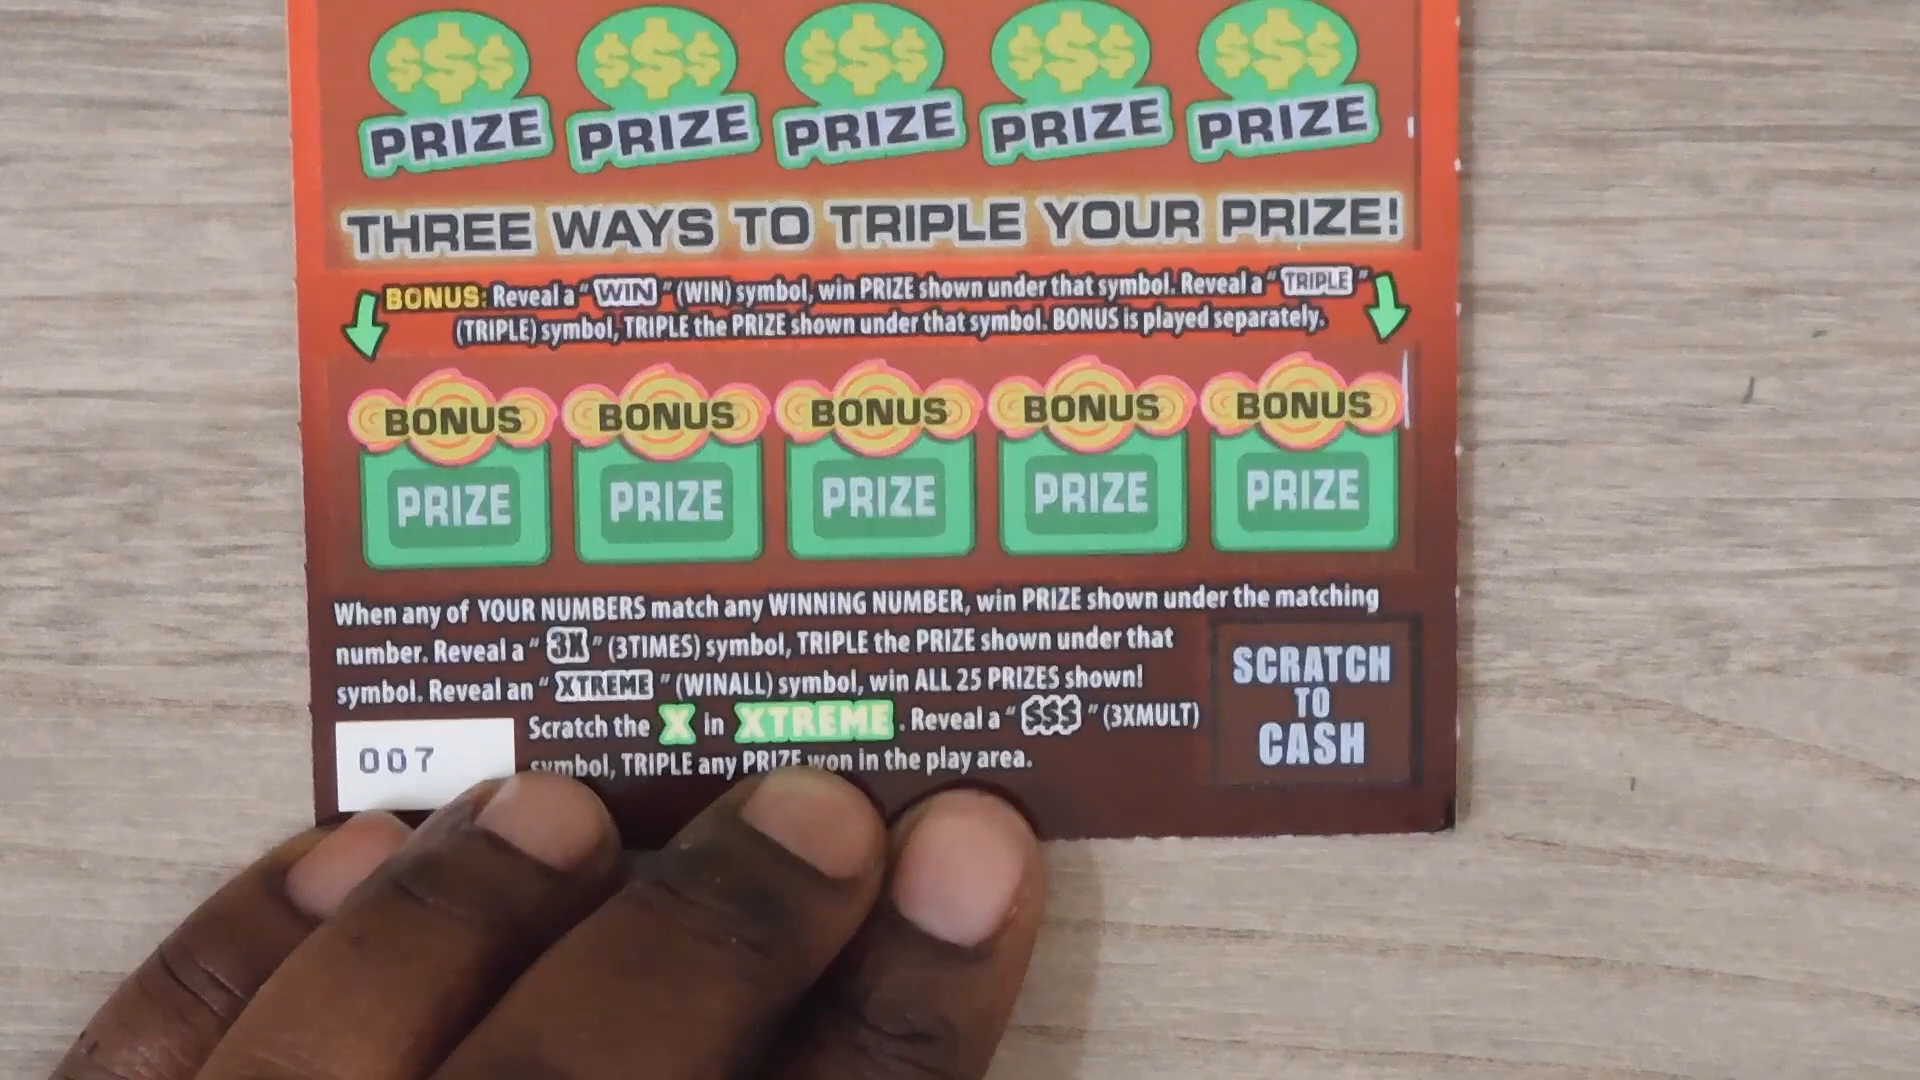 $$$ $$$ $$$ $$$ $$$
PRIZE PRIZE PRIZE PRIZE PRIZE
THREE WAYS TO TRIPLE YOUR PRIZE!
BONUS: Reveal a "WIN" (WIN) symbol, win PRIZE shown under that symbol. Reveal a "TRIPLE"
(TRIPLE) symbol, TRIPLE the PRIZE shown under that symbol. BONUS is played separately.
BONUS BONUS BONUS BONUS BONUS
PRIZE PRIZE PRIZE PRIZE PRIZE
When any of YOUR NUMBERS match any WINNING NUMBER, win PRIZE shown under the matching
number. Reveal a "3X" (3TIMES) symbol, TRIPLE the PRIZE shown under that
symbol. Reveal an "XTREME" (WINALL) symbol, win ALL 25 PRIZES shown!
Scratch the X in XTREME. Reveal a "$$$" (3XMULT)
symbol, TRIPLE any PRIZE won in the play area.
007
SCRATCH
TO
CASH